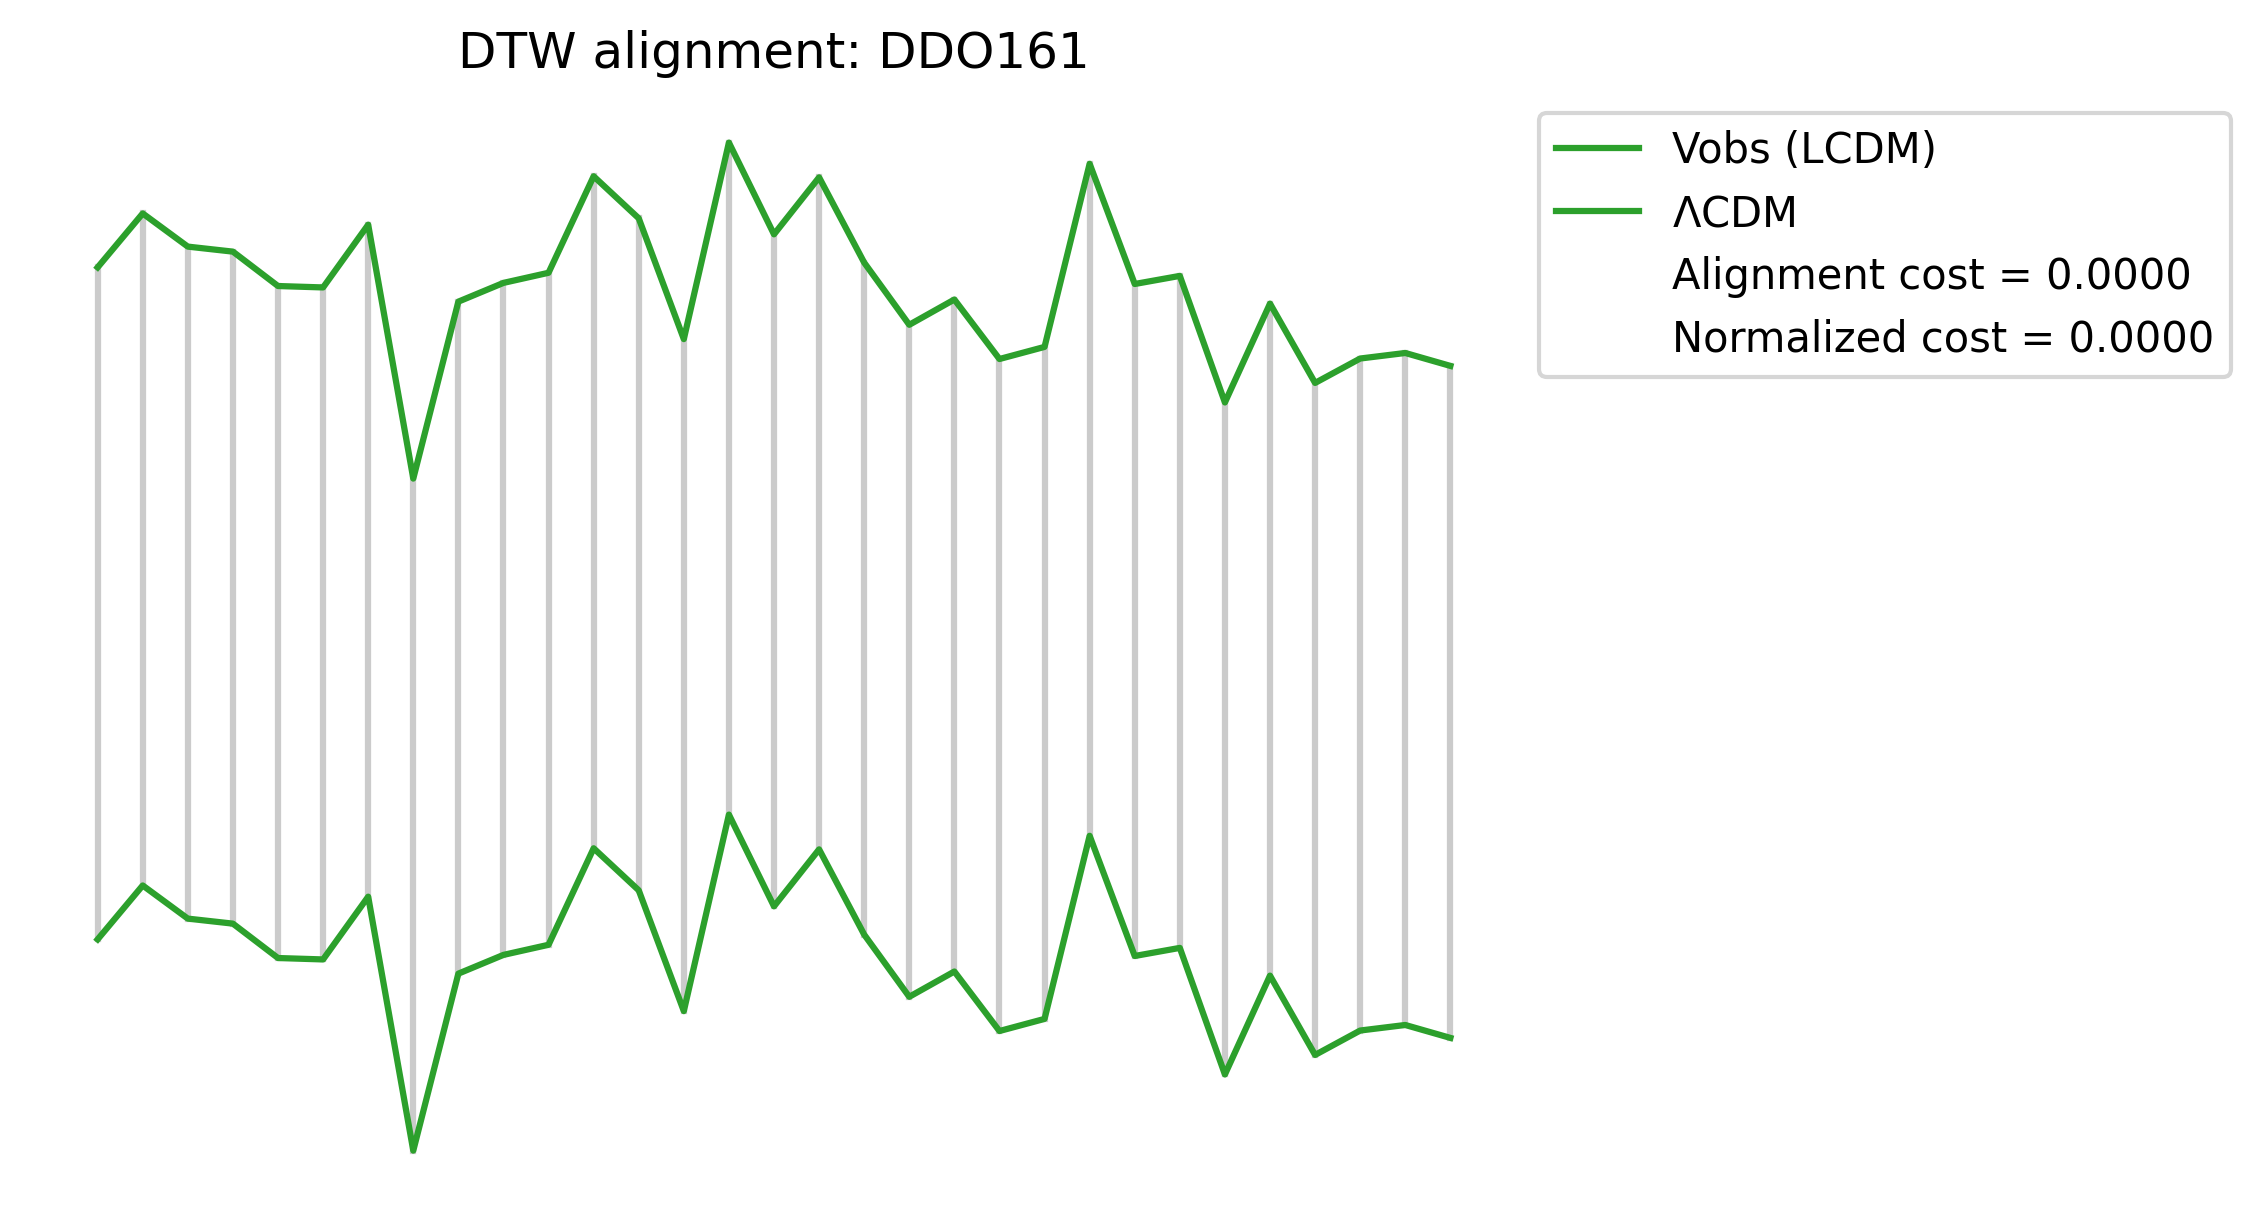 DTW alignment: DDO161
Vobs (LCDM)
ΛCDM
Alignment cost = 0.0000
Normalized cost = 0.0000